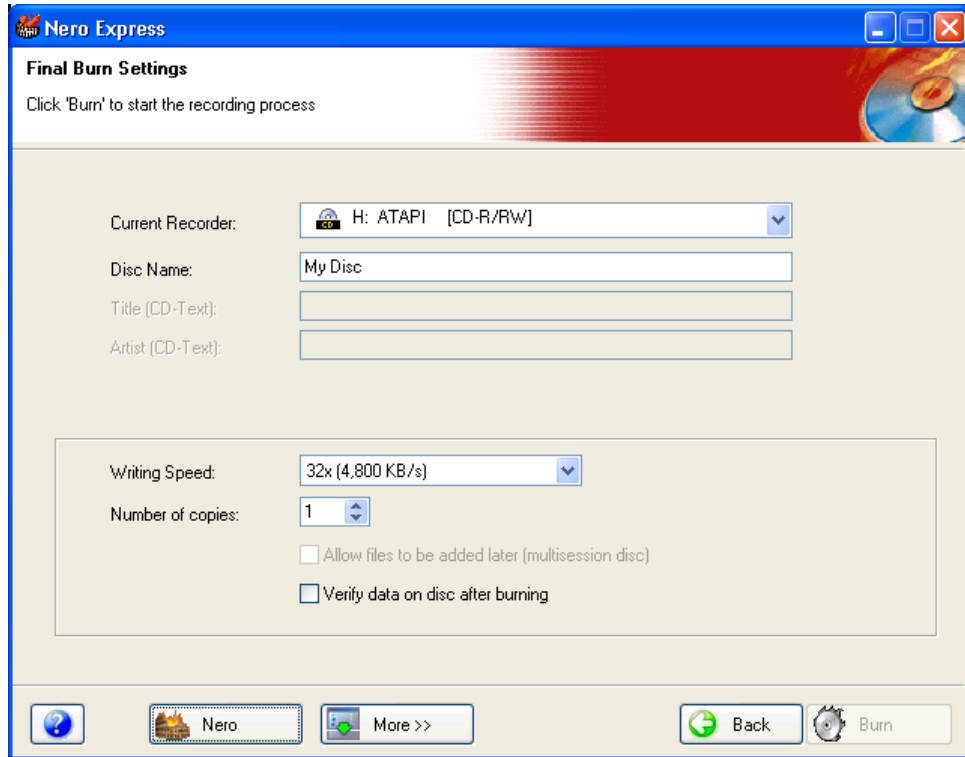 Nero Express
Final Burn Settings
Click 'Burn' to start the recording process
Current Recorder: H: ATAPI [CD-R/RW]
Disc Name: My Disc
Title (CD-Text):
Artist (CD-Text):
Writing Speed: 32x (4,800 KB/s)
Number of copies: 1
Allow files to be added later (multisession disc)
Verify data on disc after burning
? Nero More >> Back Burn